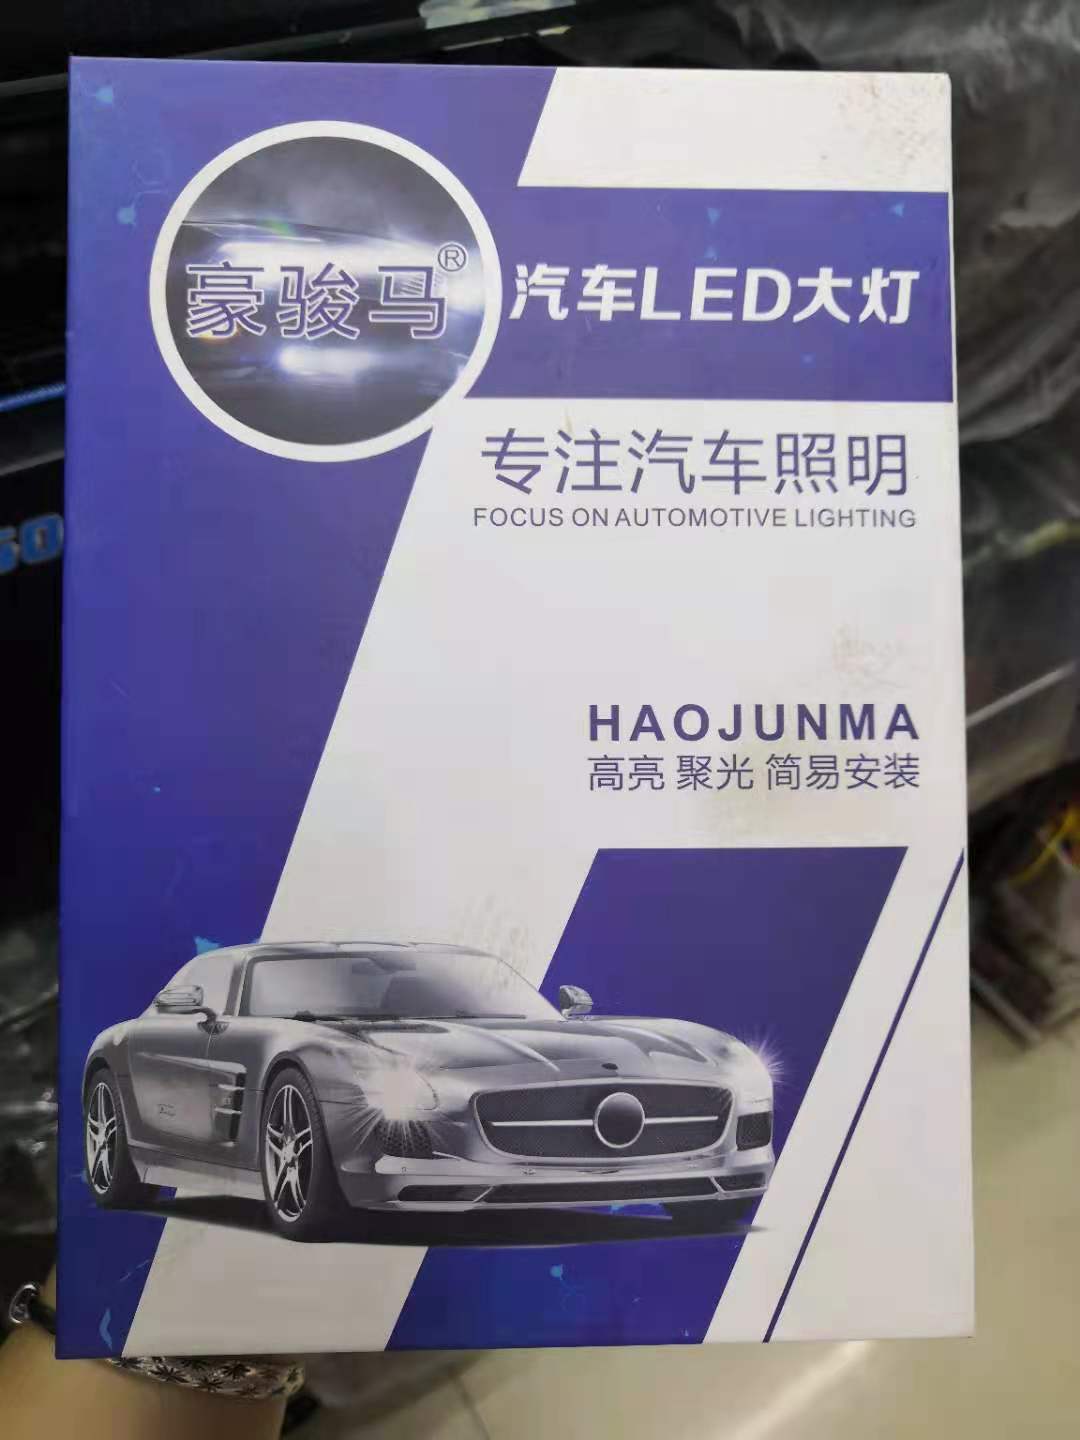 豪骏马®
汽车LED大灯
专注汽车照明
FOCUS ON AUTOMOTIVE LIGHTING
HAOJUNMA
高亮 聚光 简易安装